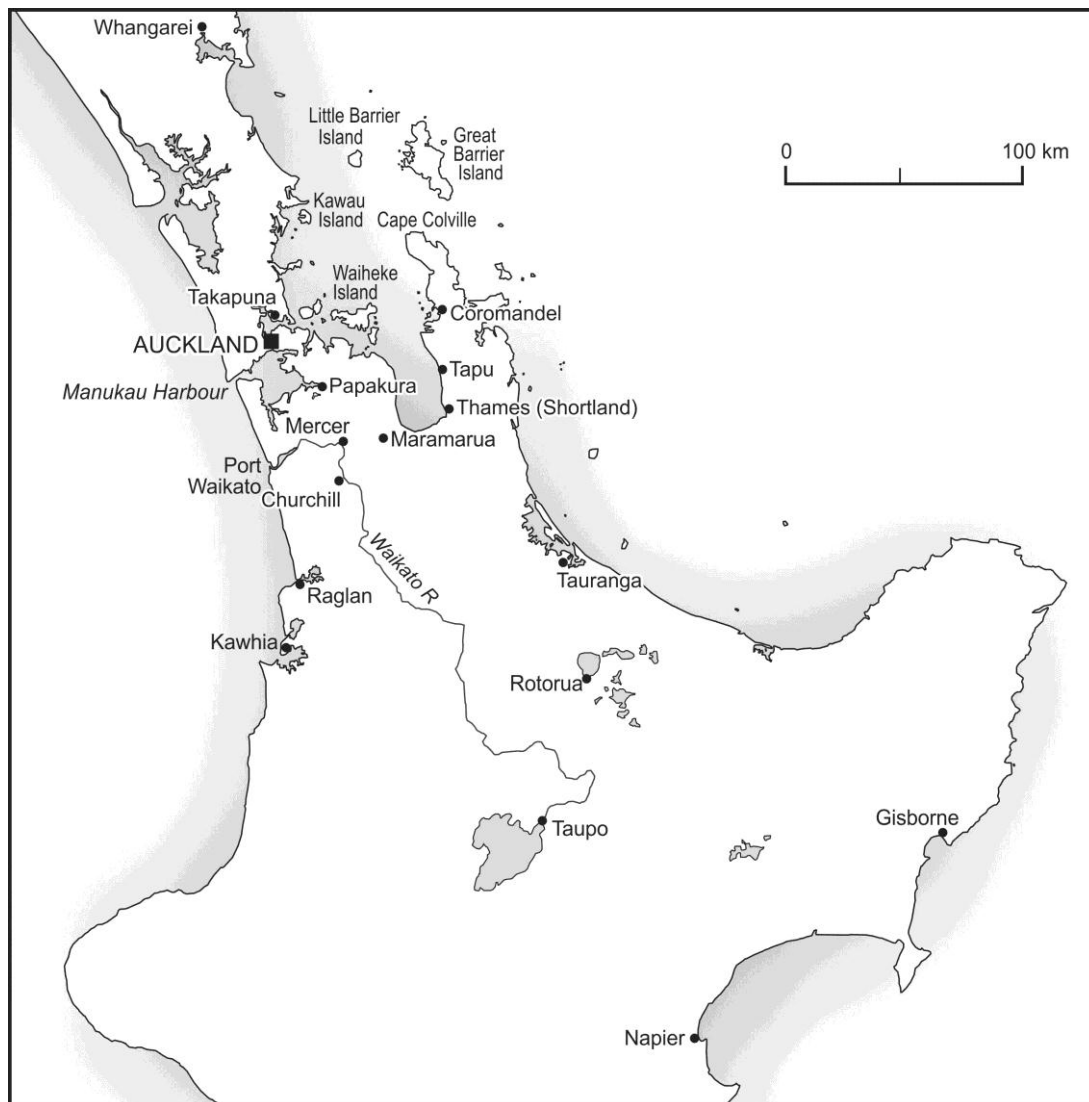 Whangarei
Little Barrier
Island
Great
Barrier
Island
0 100 km
Kawau
Island
Cape Colville
Waiheke
Island
Takapuna
Coromandel
AUCKLAND
Tapu
Manukau Harbour
Papakura
Thames (Shortland)
Mercer
Maramarua
Port
Waikato
Churchill
Waikato R
Tauranga
Raglan
Kawhia
Rotorua
Taupo
Gisborne
Napier